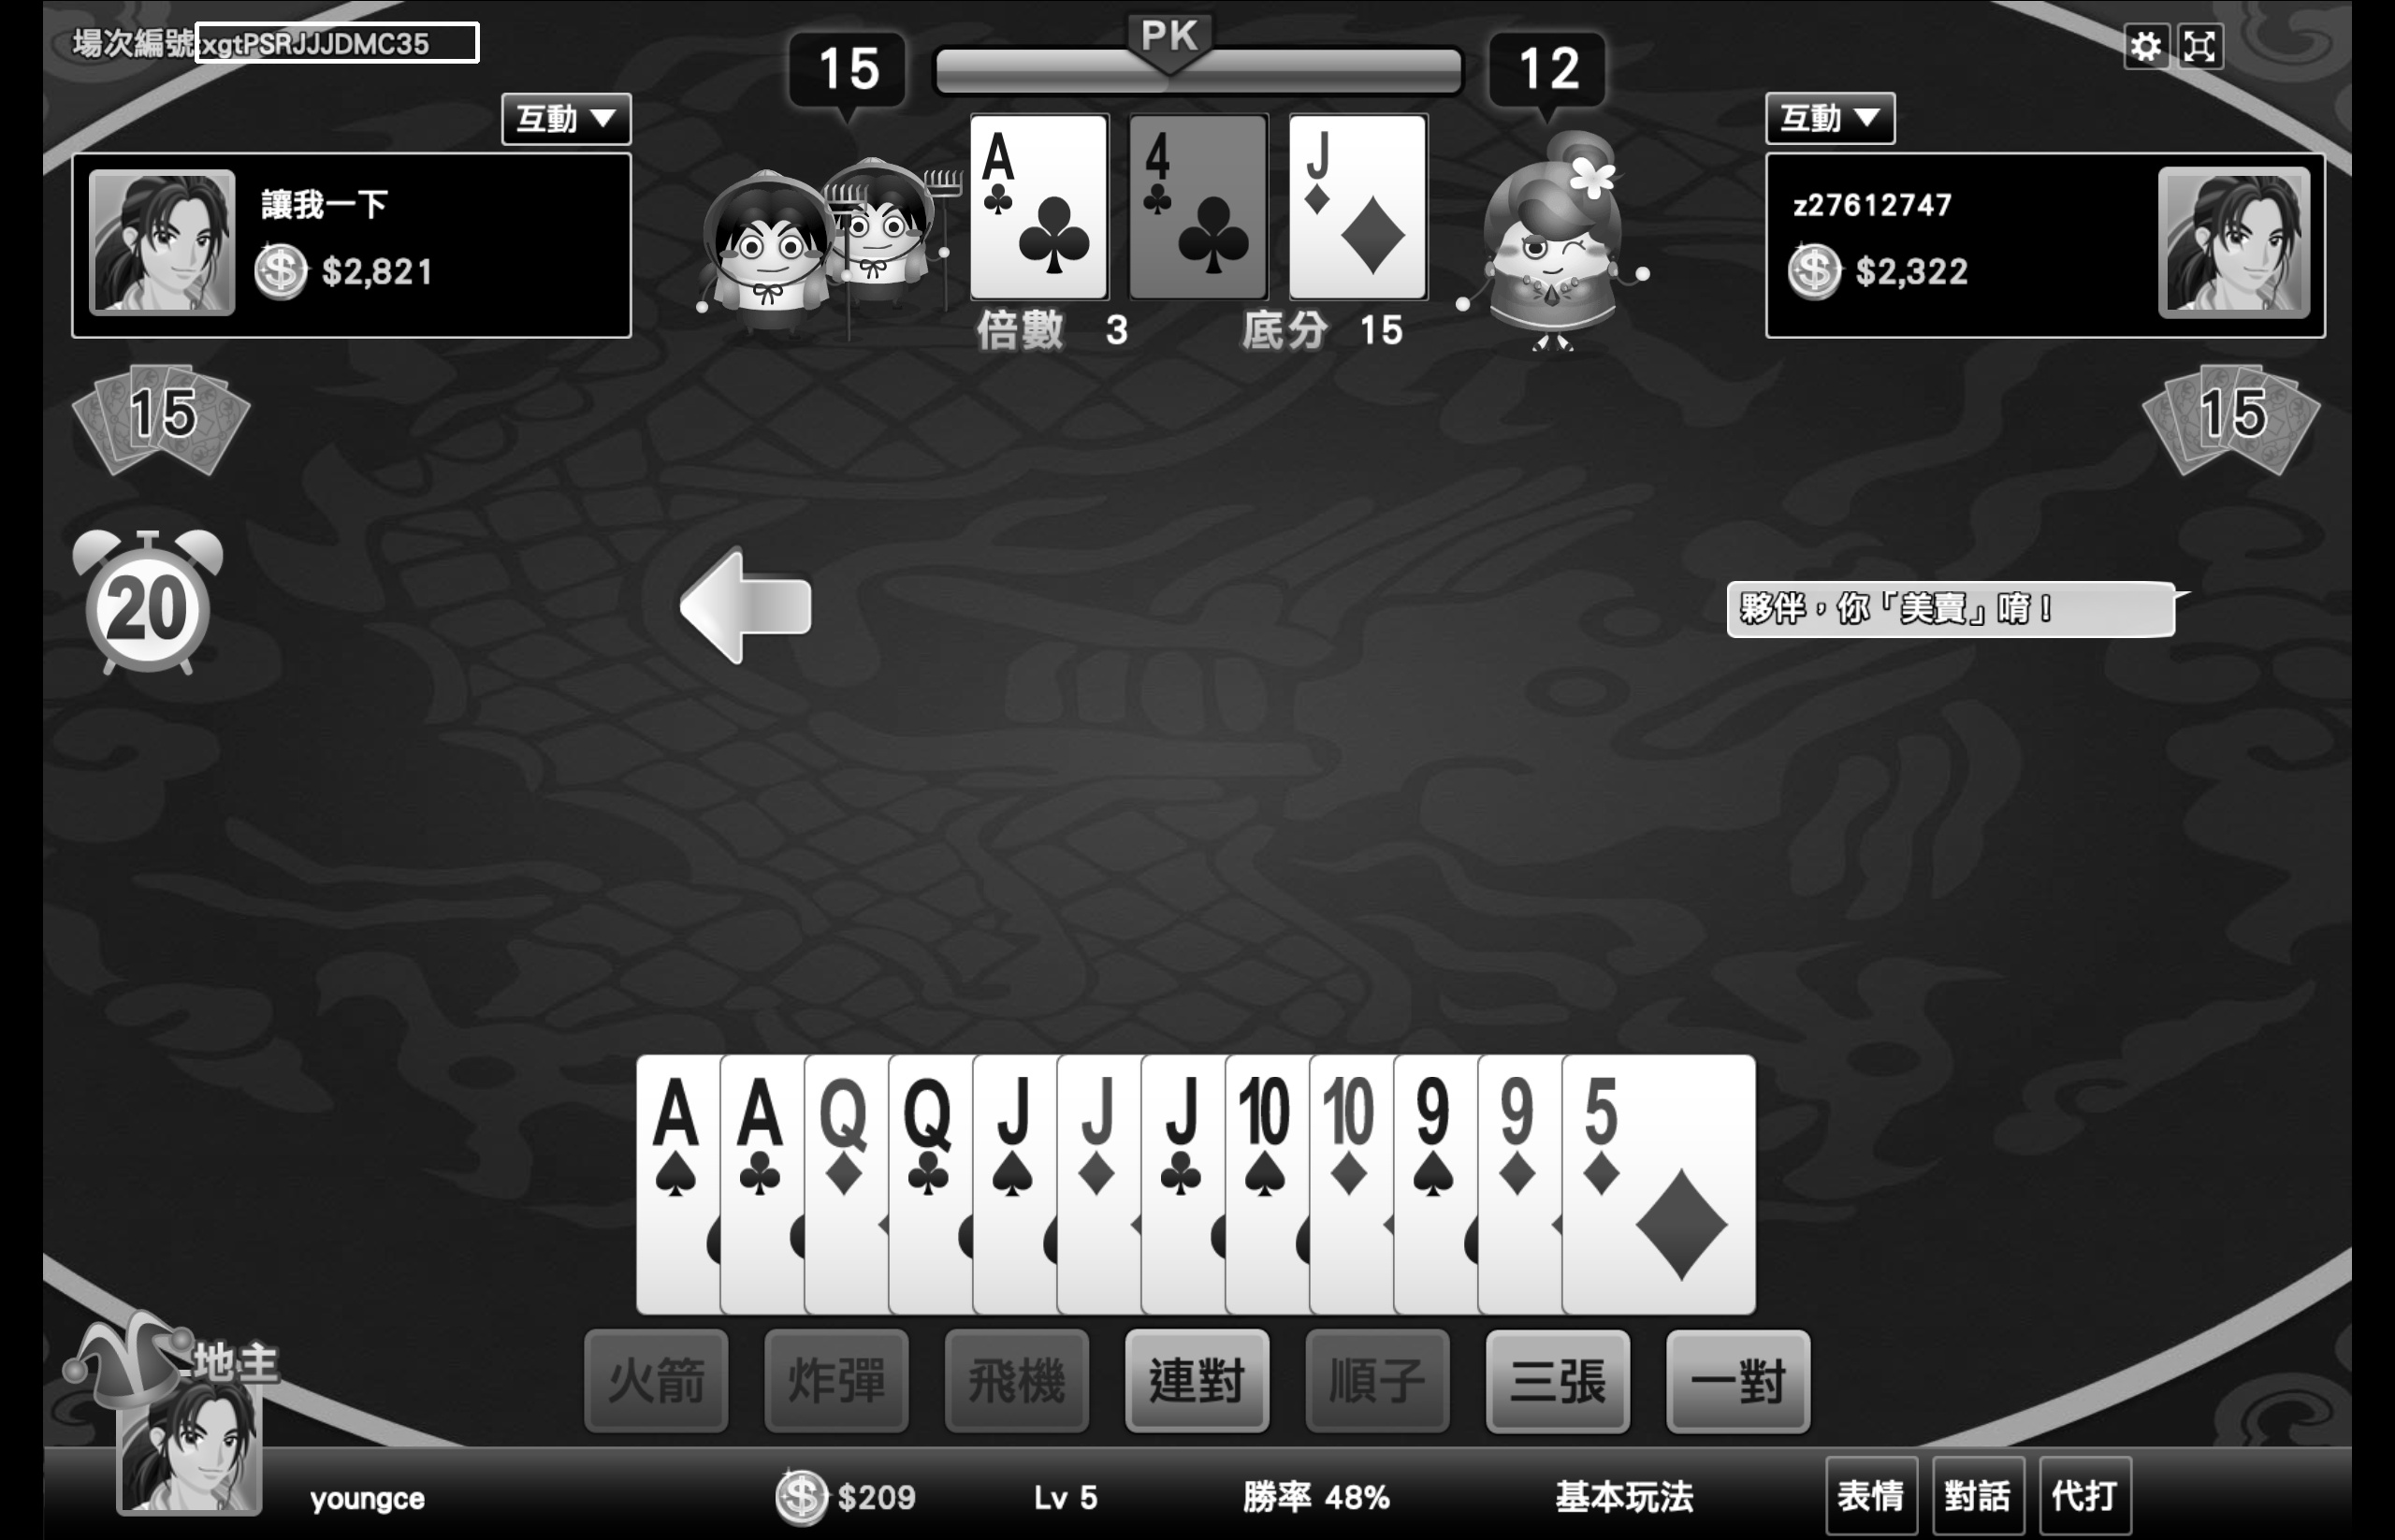 場次編號:xgtPSRJJJDMC35
15
PK
12
互動 ▼
互動 ▼
讓我一下
$2,821
A
4
J
z27612747
$2,322
倍數 3
底分 15
15
15
20
夥伴，你「美賣」唷！
A A Q Q J J J 10 10 9 9 5
火箭 炸彈 飛機 連對 順子 三張 一對
地主
youngce $209 Lv 5 勝率 48% 基本玩法 表情 對話 代打